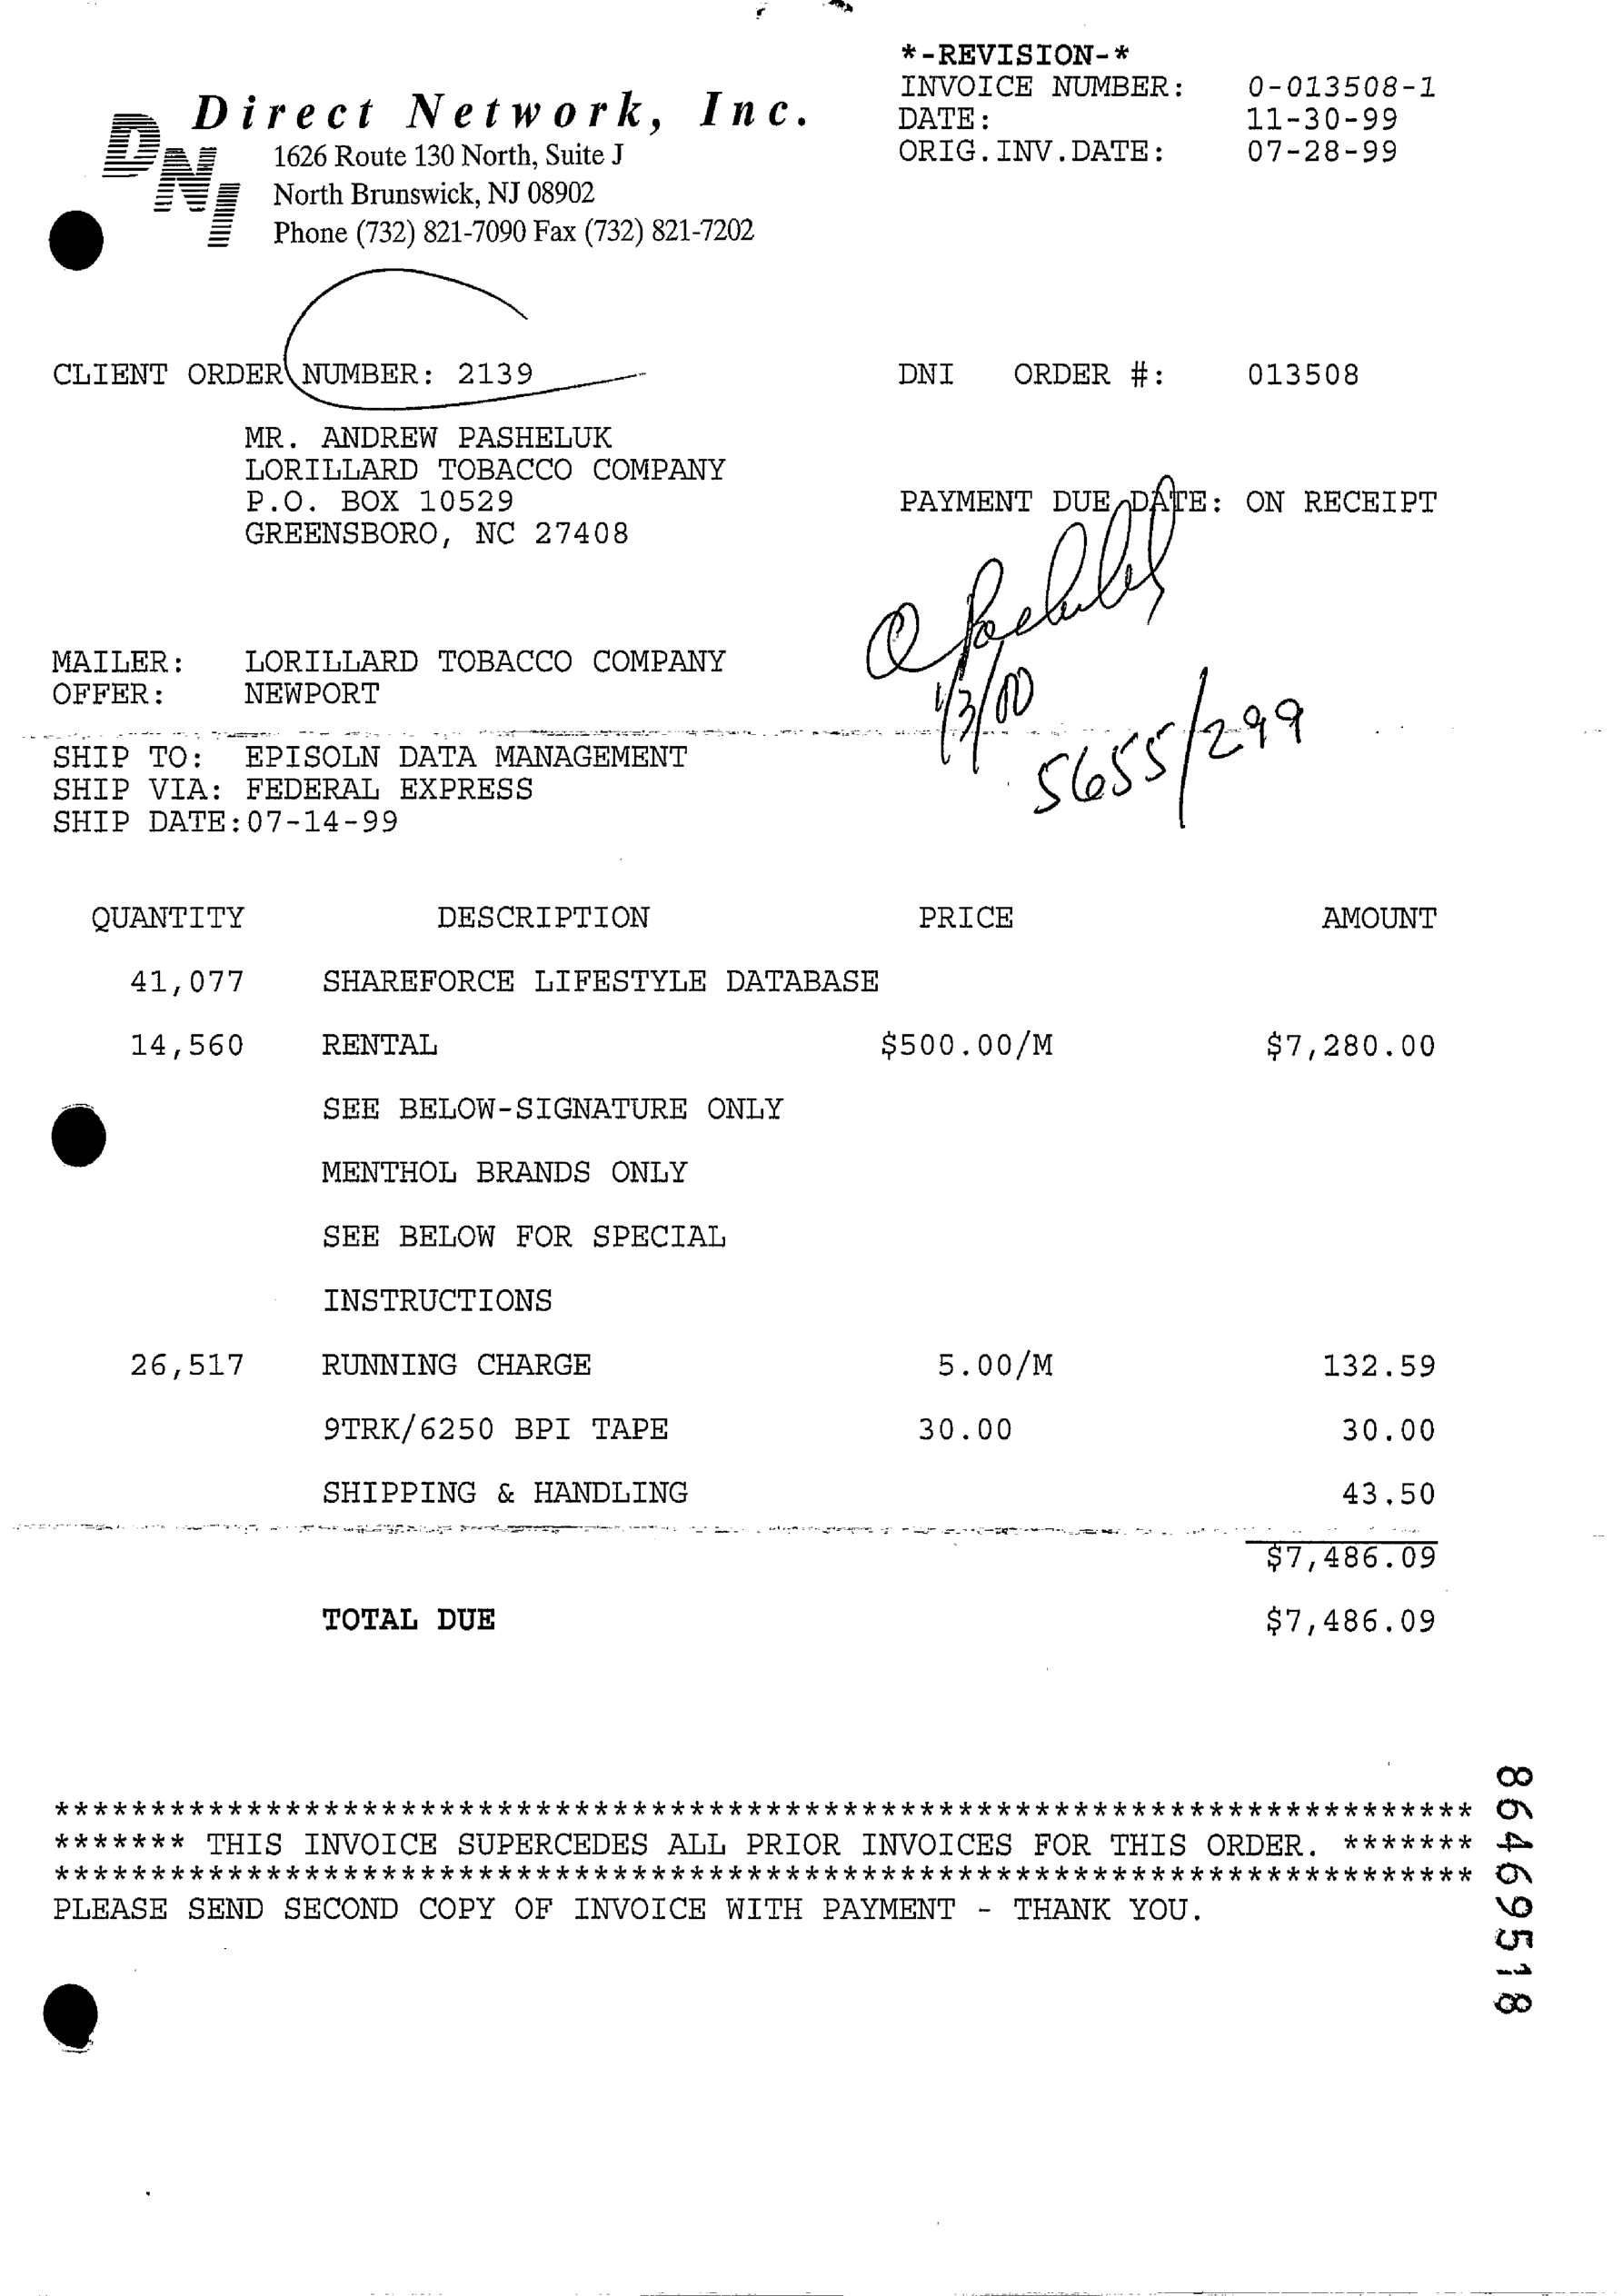 *-REVISION-*
INVOICE NUMBER: 0-013508-1
DATE: 11-30-99
ORIG.INV.DATE: 07-28-99
DNI
Direct Network, Inc.
1626 Route 130 North, Suite J
North Brunswick, NJ 08902
Phone (732) 821-7090 Fax (732) 821-7202
CLIENT ORDER NUMBER: 2139 DNI ORDER #: 013508
MR. ANDREW PASHELUK
LORILLARD TOBACCO COMPANY
P.O. BOX 10529 PAYMENT DUE DATE: ON RECEIPT
GREENSBORO, NC 27408
MAILER: LORILLARD TOBACCO COMPANY
OFFER: NEWPORT
1/3/00
5655/299
SHIP TO: EPISOLN DATA MANAGEMENT
SHIP VIA: FEDERAL EXPRESS
SHIP DATE:07-14-99
QUANTITY DESCRIPTION PRICE AMOUNT
41,077 SHAREFORCE LIFESTYLE DATABASE
14,560 RENTAL $500.00/M $7,280.00
SEE BELOW-SIGNATURE ONLY
MENTHOL BRANDS ONLY
SEE BELOW FOR SPECIAL
INSTRUCTIONS
26,517 RUNNING CHARGE 5.00/M 132.59
9TRK/6250 BPI TAPE 30.00 30.00
SHIPPING & HANDLING 43.50
$7,486.09
TOTAL DUE $7,486.09
**************************************************************************
******* THIS INVOICE SUPERCEDES ALL PRIOR INVOICES FOR THIS ORDER. *******
**************************************************************************
PLEASE SEND SECOND COPY OF INVOICE WITH PAYMENT - THANK YOU.
86469518